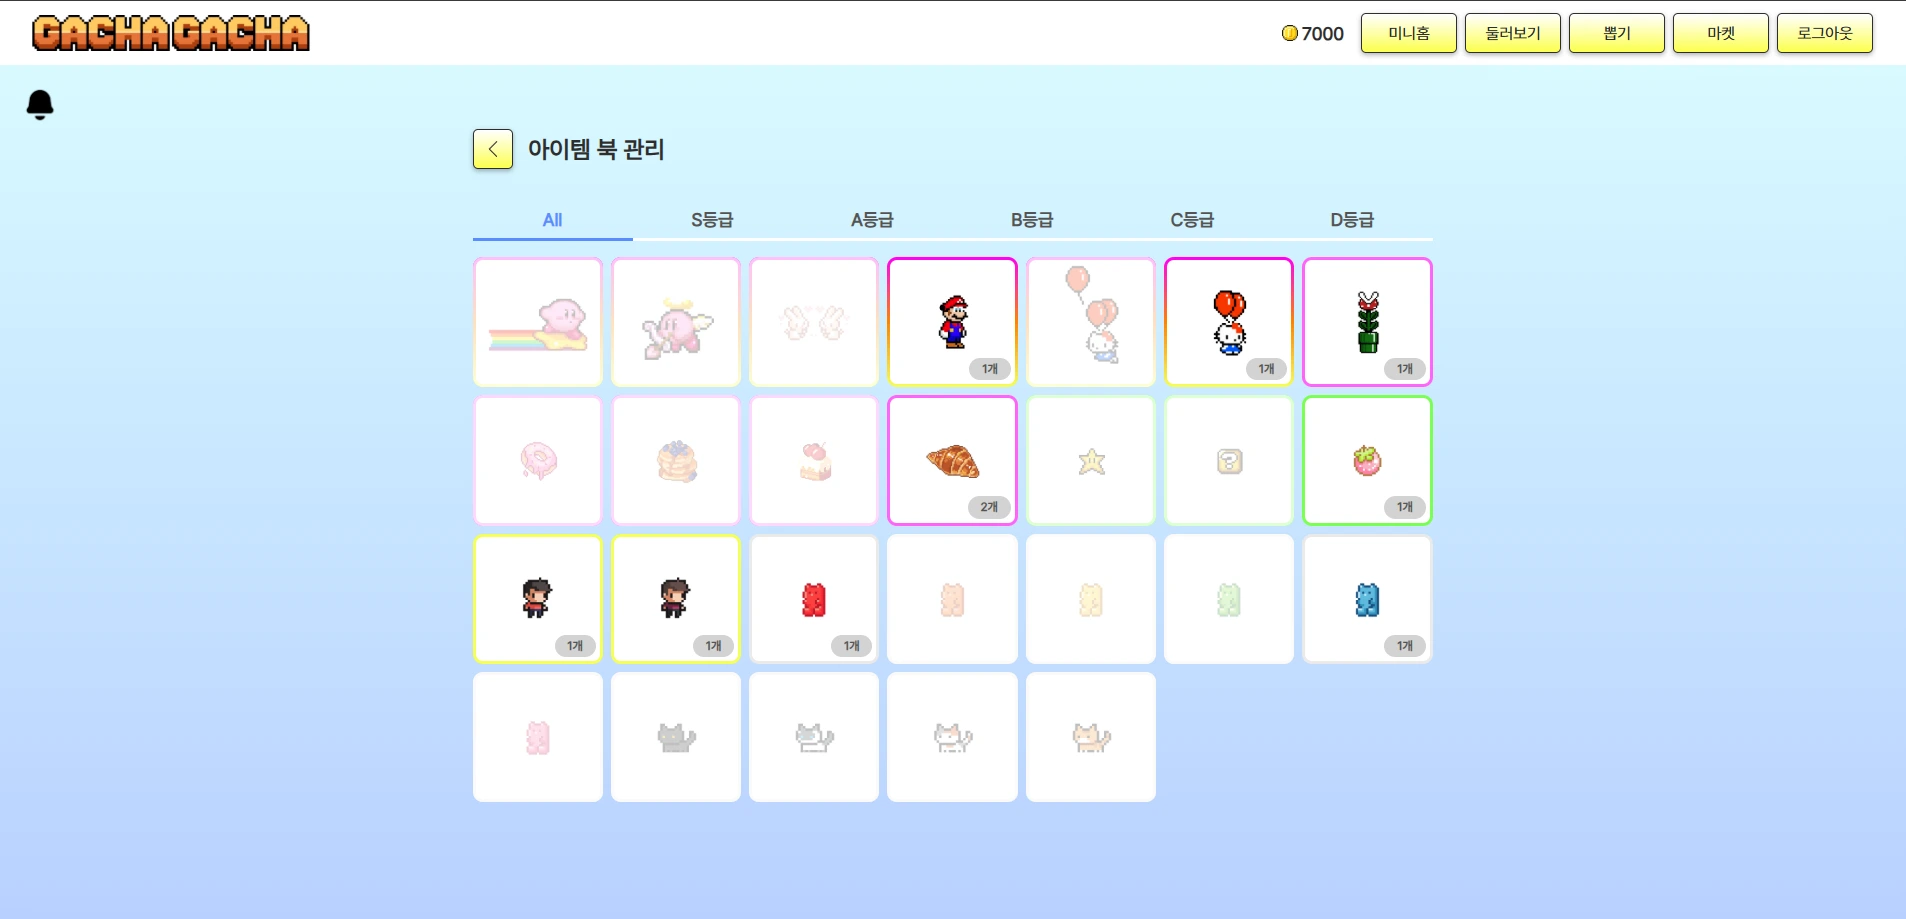 GACHA GACHA
7000
미니홈
둘러보기
뽑기
마켓
로그아웃
아이템 북 관리
All
S등급
A등급
B등급
C등급
D등급
1개
1개
1개
2개
?
1개
1개
1개
1개
1개